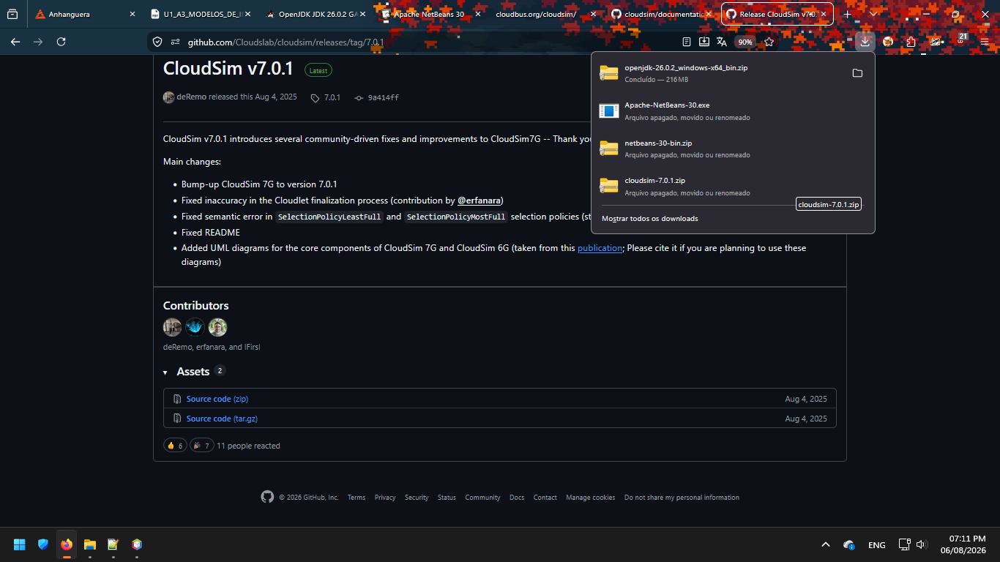 Anhanguera
U1_A3_MODELOS_DE_I
OpenJDK JDK 26.0.2 GA
Apache NetBeans 30
cloudbus.org/cloudsim/
cloudsim/documentatic
Release CloudSim v7.0.
github.com/Cloudslab/cloudsim/releases/tag/7.0.1
90%
21
CloudSim v7.0.1
Latest
deRemo released this Aug 4, 2025
7.0.1
9a414ff
CloudSim v7.0.1 introduces several community-driven fixes and improvements to CloudSim7G -- Thank you
Main changes:
Bump-up CloudSim 7G to version 7.0.1
Fixed inaccuracy in the Cloudlet finalization process (contribution by @erfanara)
Fixed semantic error in SelectionPolicyLeastFull and SelectionPolicyMostFull selection policies (st
Fixed README
Added UML diagrams for the core components of CloudSim 7G and CloudSim 6G (taken from this publication; Please cite it if you are planning to use these
diagrams)
openjdk-26.0.2_windows-x64_bin.zip
Concluído — 216 MB
Apache-NetBeans-30.exe
Arquivo apagado, movido ou renomeado
netbeans-30-bin.zip
Arquivo apagado, movido ou renomeado
cloudsim-7.0.1.zip
Arquivo apagado, movido ou renomeado
cloudsim-7.0.1.zip
Mostrar todos os downloads
Contributors
deRemo, erfanara, and IFirsl
Assets 2
Source code (zip)
Aug 4, 2025
Source code (tar.gz)
Aug 4, 2025
6
7
11 people reacted
© 2026 GitHub, Inc.
Terms
Privacy
Security
Status
Community
Docs
Contact
Manage cookies
Do not share my personal information
ENG
07:11 PM
06/08/2026